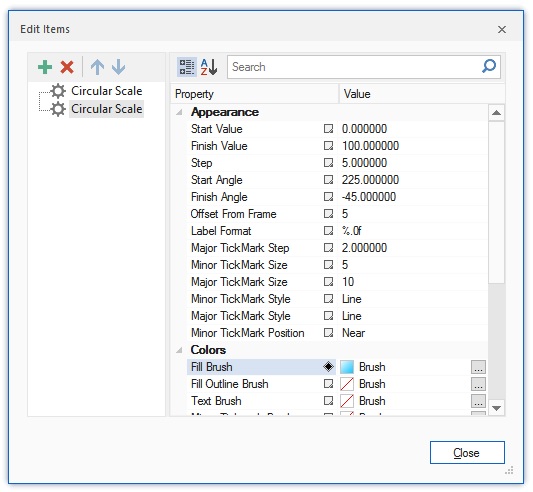 Edit Items
Search
Circular Scale
Circular Scale
Property Value
Appearance
Start Value 0.000000
Finish Value 100.000000
Step 5.000000
Start Angle 225.000000
Finish Angle -45.000000
Offset From Frame 5
Label Format %.0f
Major TickMark Step 2.000000
Minor TickMark Size 5
Major TickMark Size 10
Minor TickMark Style Line
Major TickMark Style Line
Minor TickMark Position Near
Colors
Fill Brush Brush ...
Fill Outline Brush Brush ...
Text Brush Brush ...
Close